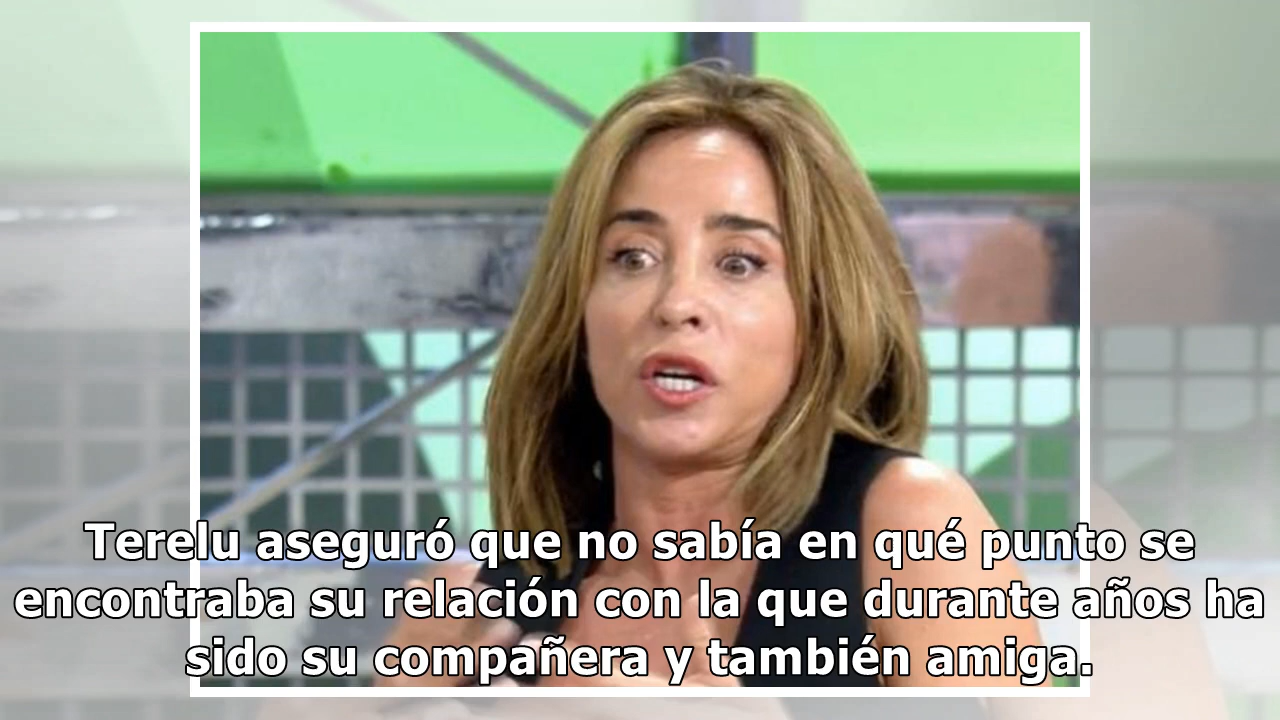 Terelu aseguró que no sabía en qué punto se
encontraba su relación con la que durante años ha
sido su compañera y también amiga.